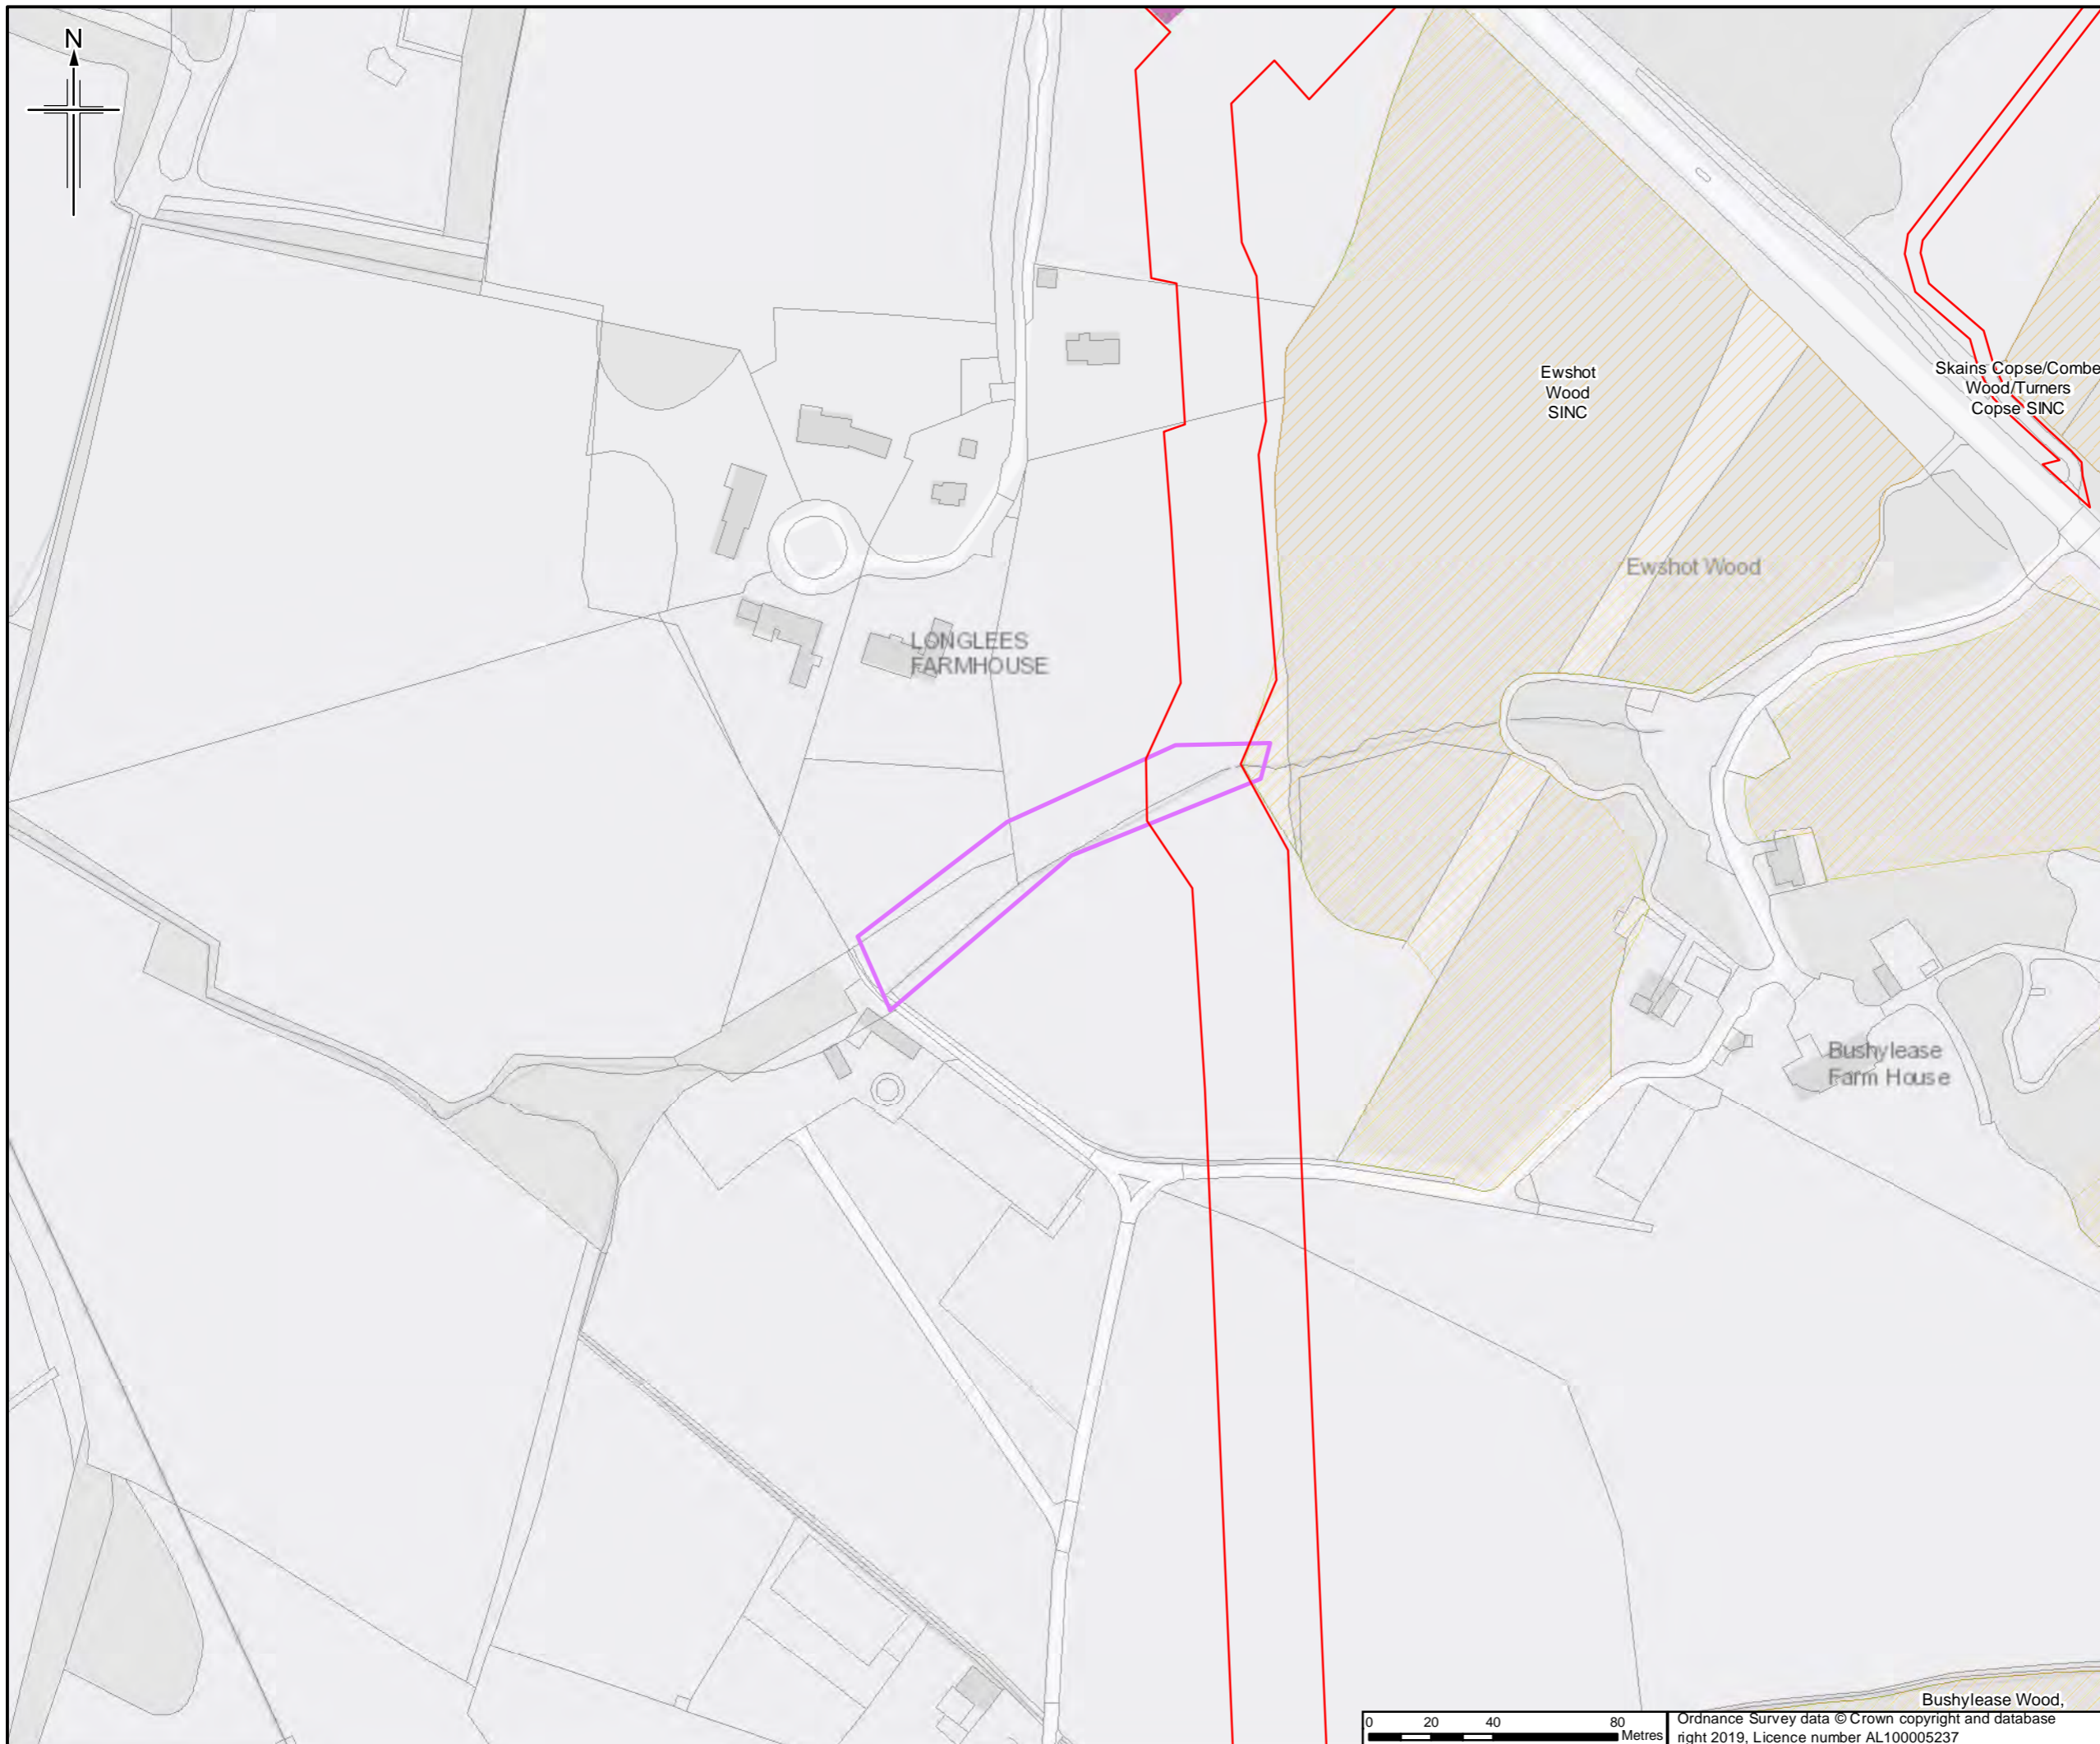 N
Ewshot
Wood
SINC
Skains Copse/Combe
Wood/Turners
Copse SINC
Ewshot Wood
LONGLEES
FARMHOUSE
Bushylease
Farm House
Bushylease Wood,
0 20 40 80
Metres
Ordnance Survey data © Crown copyright and database
right 2019, Licence number AL100005237